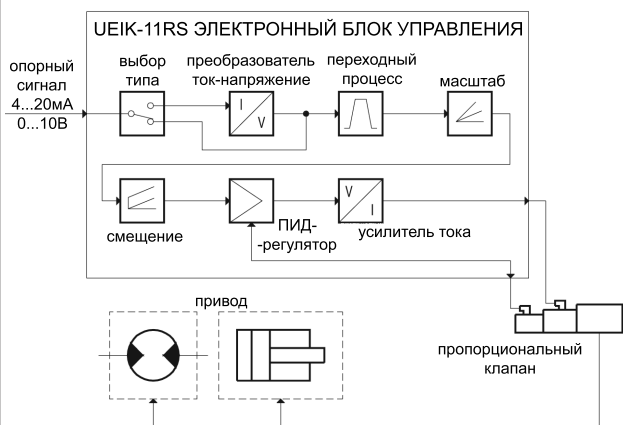 UEIK-11RS ЭЛЕКТРОННЫЙ БЛОК УПРАВЛЕНИЯ
опорный
сигнал
4...20мА
0...10В
выбор
типа
преобразователь
ток-напряжение
переходный
процесс
масштаб
I
V
смещение
ПИД-
-регулятор
V
I
усилитель тока
привод
пропорциональный
клапан